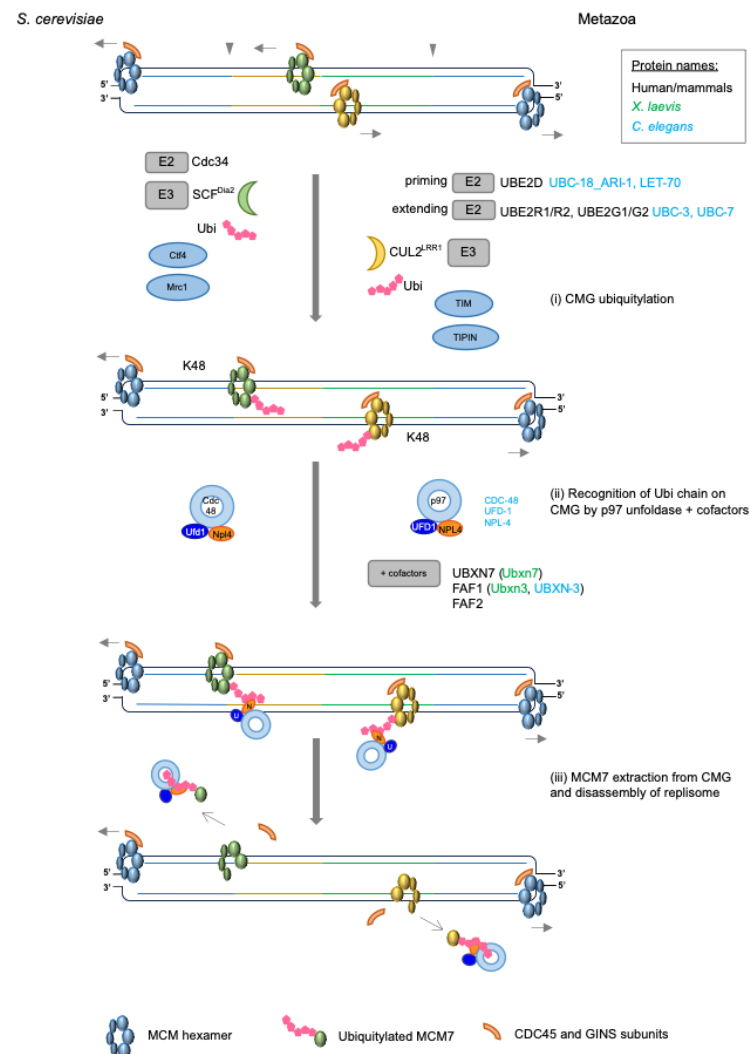 S. cerevisiae
Metazoa
Protein names:
Human/mammals
X. laevis
C. elegans
5'
3'
3'
5'
E2 Cdc34
E3 SCFDia2
Ubi
Ctf4
Mrc1
priming E2 UBE2D UBC-18_ARI-1, LET-70
extending E2 UBE2R1/R2, UBE2G1/G2 UBC-3, UBC-7
CUL2LRR1 E3
Ubi
TIM
TIPIN
(i) CMG ubiquitylation
K48
5'
3'
3'
5'
K48
Cdc
48
Ufd1
Npl4
p97
UFD1
NPL4
CDC-48
UFD-1
NPL-4
(ii) Recognition of Ubi chain on
CMG by p97 unfoldase + cofactors
+ cofactors
UBXN7 (Ubxn7)
FAF1 (Ubxn3, UBXN-3)
FAF2
5'
3'
3'
5'
N
U
N
U
(iii) MCM7 extraction from CMG
and disassembly of replisome
5'
3'
3'
5'
MCM hexamer
Ubiquitylated MCM7
CDC45 and GINS subunits